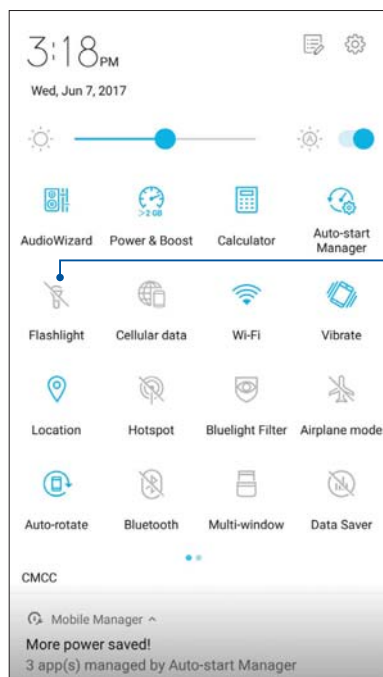 3:18PM
Wed, Jun 7, 2017
A
>2 GB
AudioWizard Power & Boost Calculator Auto-start Manager
Flashlight Cellular data Wi-Fi Vibrate
Location Hotspot Bluelight Filter Airplane mode
Auto-rotate Bluetooth Multi-window Data Saver
CMCC
Mobile Manager
More power saved!
3 app(s) managed by Auto-start Manager